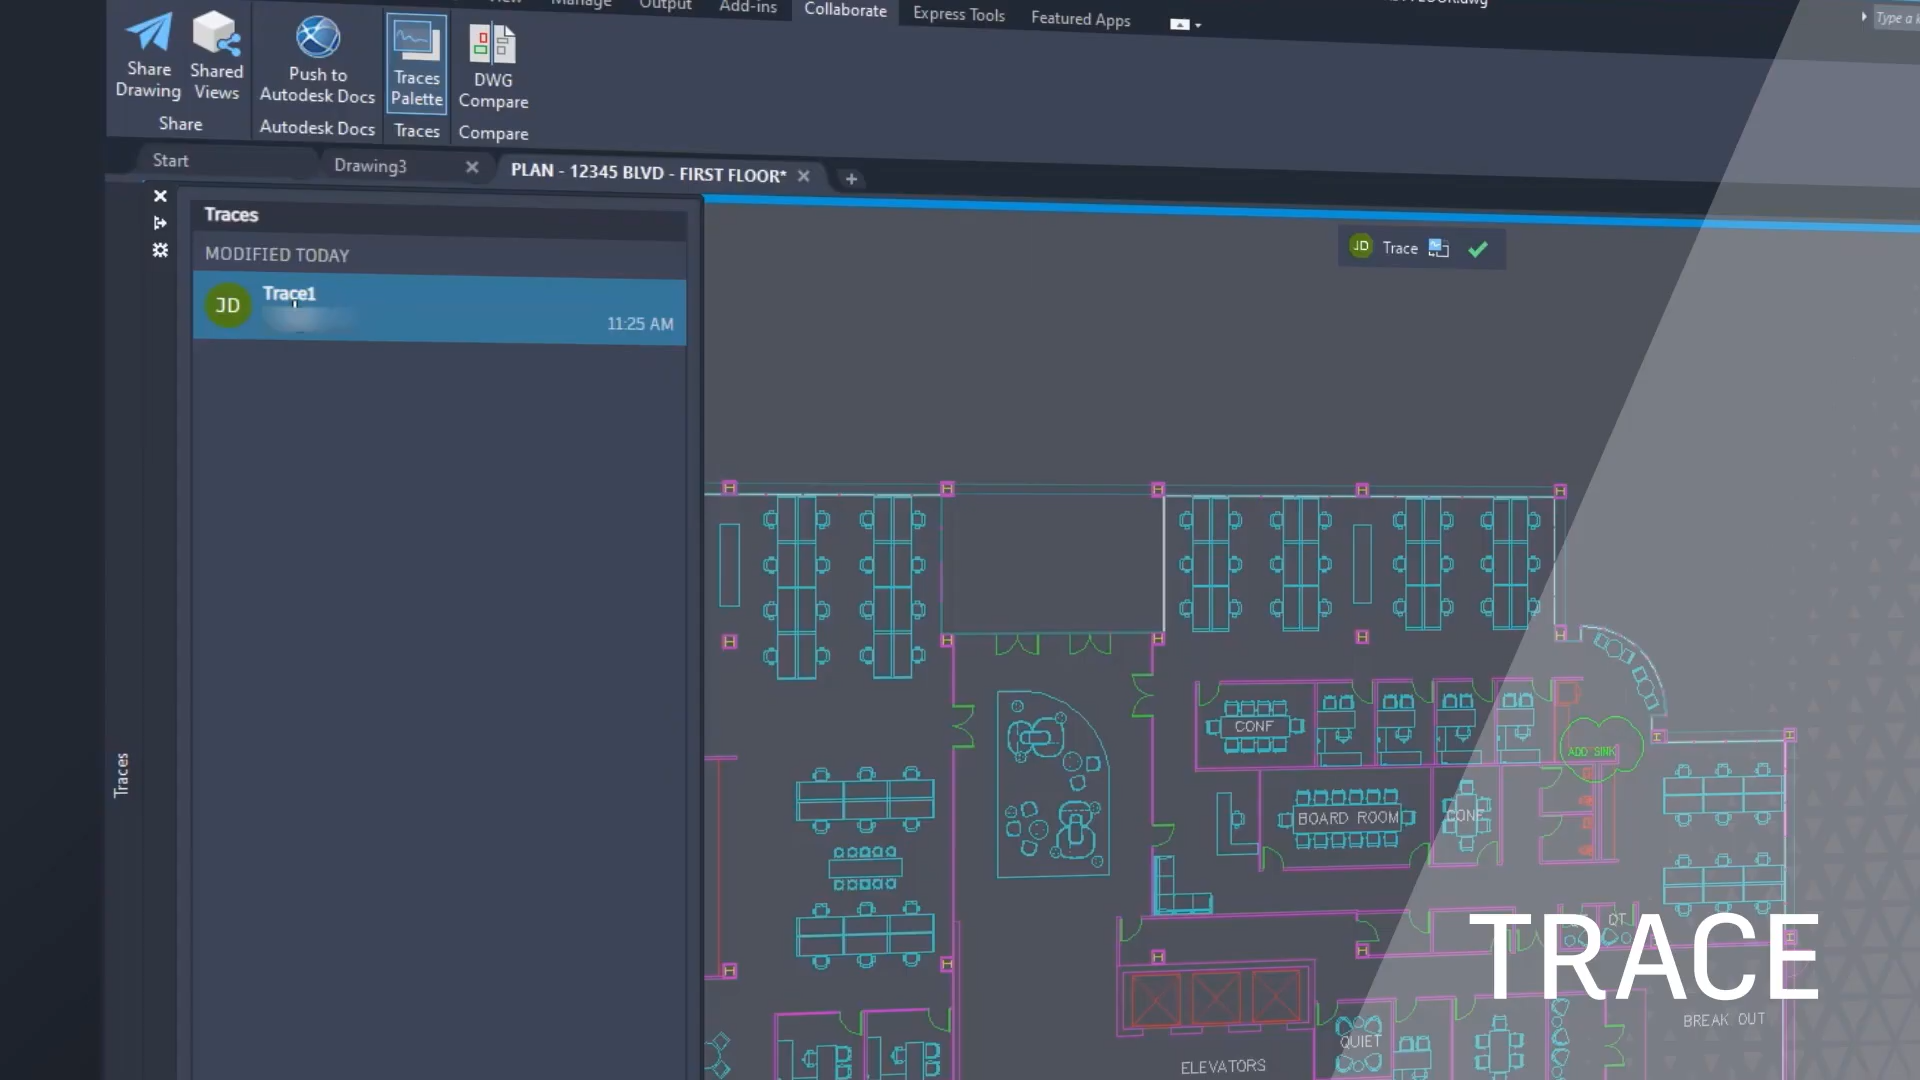 Manage
Output
Add-ins
Collaborate
Express Tools
Featured Apps
Type a k
Share
Drawing
Shared
Views
Push to
Autodesk Docs
Traces
Palette
DWG
Compare
Share
Autodesk Docs
Traces
Compare
Start
Drawing3
PLAN - 12345 BLVD - FIRST FLOOR*
Traces
MODIFIED TODAY
JD
Trace1
11:25 AM
JD
Trace
Traces
CONF
ADD SINK
BOARD ROOM
CONF
QT
TRACE
BREAK OUT
QUIET
ELEVATORS